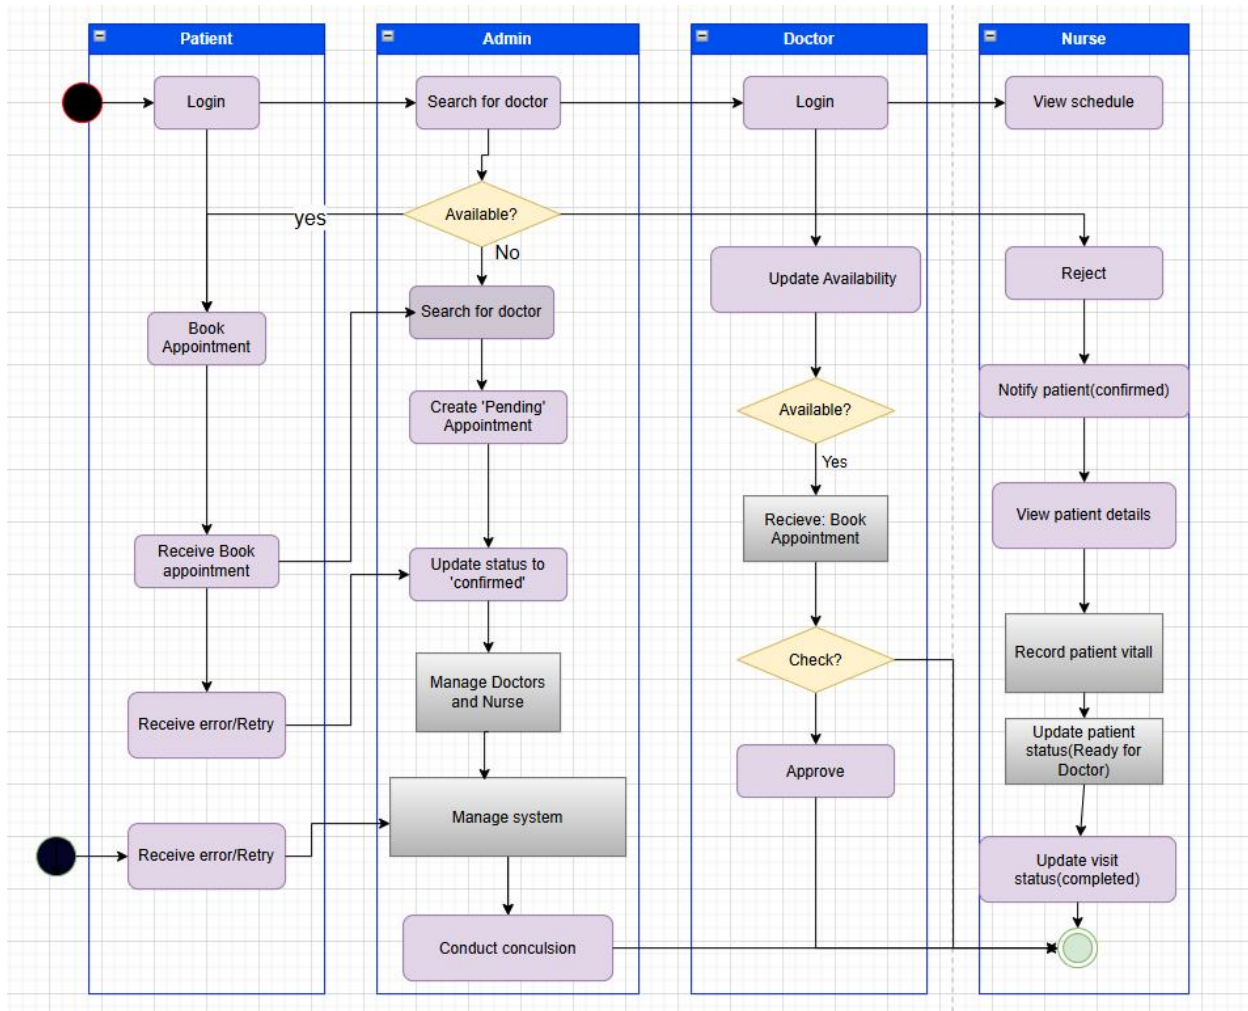 Patient
Admin
Doctor
Nurse
Login
Search for doctor
Login
View schedule
yes
Available?
No
Update Availability
Reject
Search for doctor
Book
Appointment
Notify patient(confirmed)
Create 'Pending'
Appointment
Available?
Yes
View patient details
Recieve: Book
Appointment
Receive Book
appointment
Update status to
'confirmed'
Check?
Record patient vitall
Manage Doctors
and Nurse
Receive error/Retry
Update patient
status(Ready for
Doctor)
Approve
Manage system
Receive error/Retry
Update visit
status(completed)
Conduct conculsion